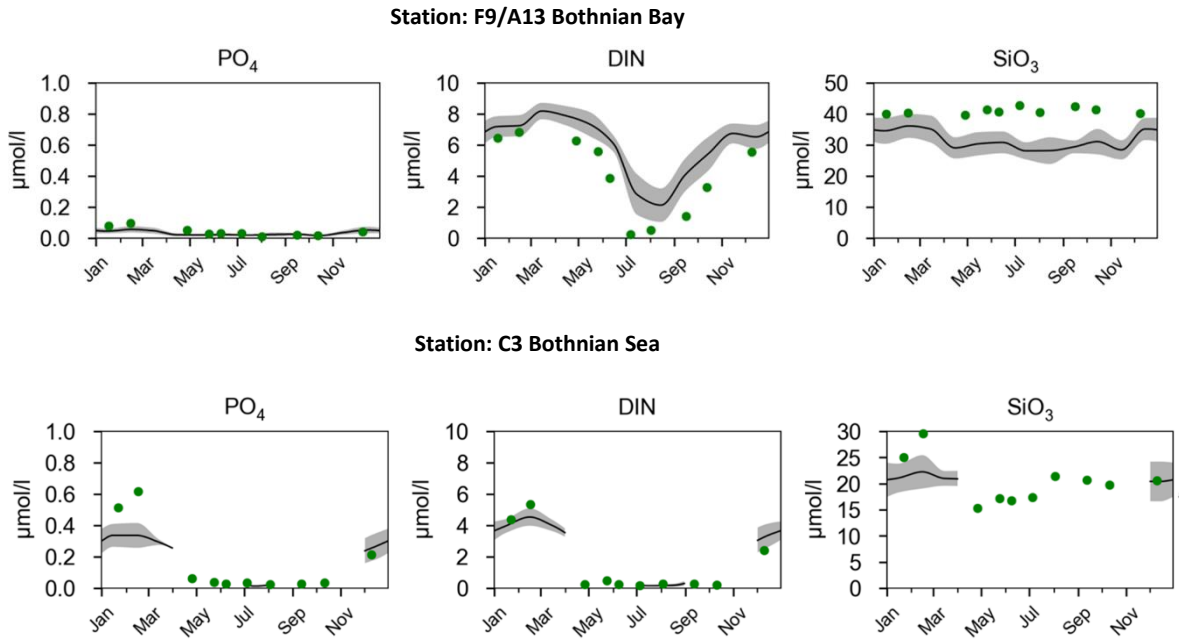 Station: F9/A13 Bothnian Bay
PO4 DIN SiO3
µmol/l
1.0
0.8
0.6
0.4
0.2
0.0
Jan Mar May Jul Sep Nov
µmol/l
10
8
6
4
2
0
Jan Mar May Jul Sep Nov
µmol/l
50
40
30
20
10
0
Jan Mar May Jul Sep Nov
Station: C3 Bothnian Sea
PO4 DIN SiO3
µmol/l
1.0
0.8
0.6
0.4
0.2
0.0
Jan Mar May Jul Sep Nov
µmol/l
10
8
6
4
2
0
Jan Mar May Jul Sep Nov
µmol/l
30
25
20
15
10
5
0
Jan Mar May Jul Sep Nov